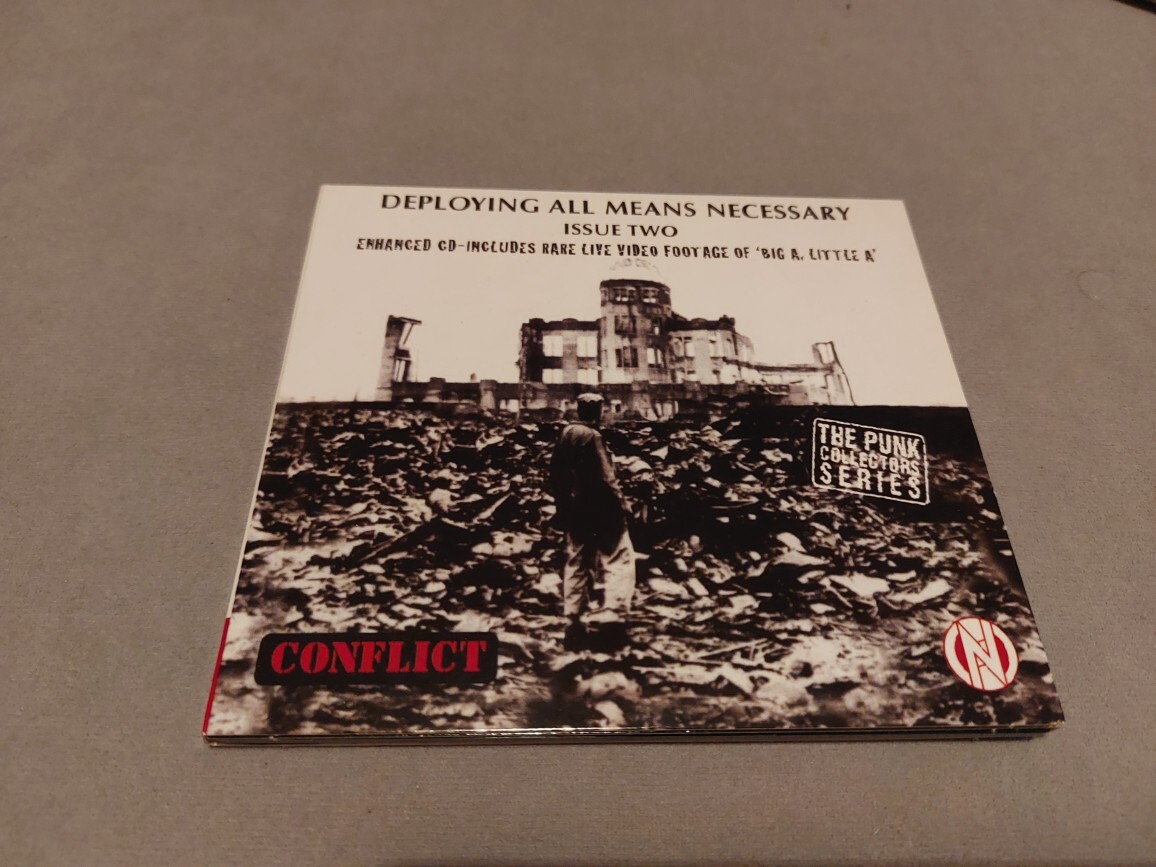 DEPLOYING ALL MEANS NECESSARY
ISSUE TWO
ENHANCED CD-INCLUDES RARE LIVE VIDEO FOOTAGE OF 'BIG A, LITTLE A'
THE PUNK
COLLECTORS
SERIES
CONFLICT